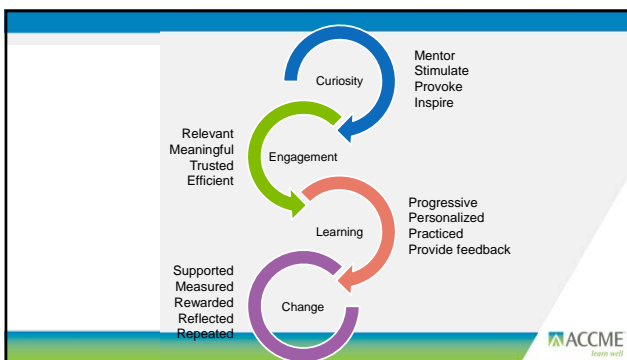 Curiosity
Mentor
Stimulate
Provoke
Inspire
Relevant
Meaningful
Trusted
Efficient
Engagement
Learning
Progressive
Personalized
Practiced
Provide feedback
Supported
Measured
Rewarded
Reflected
Repeated
Change
ACCME
learn well